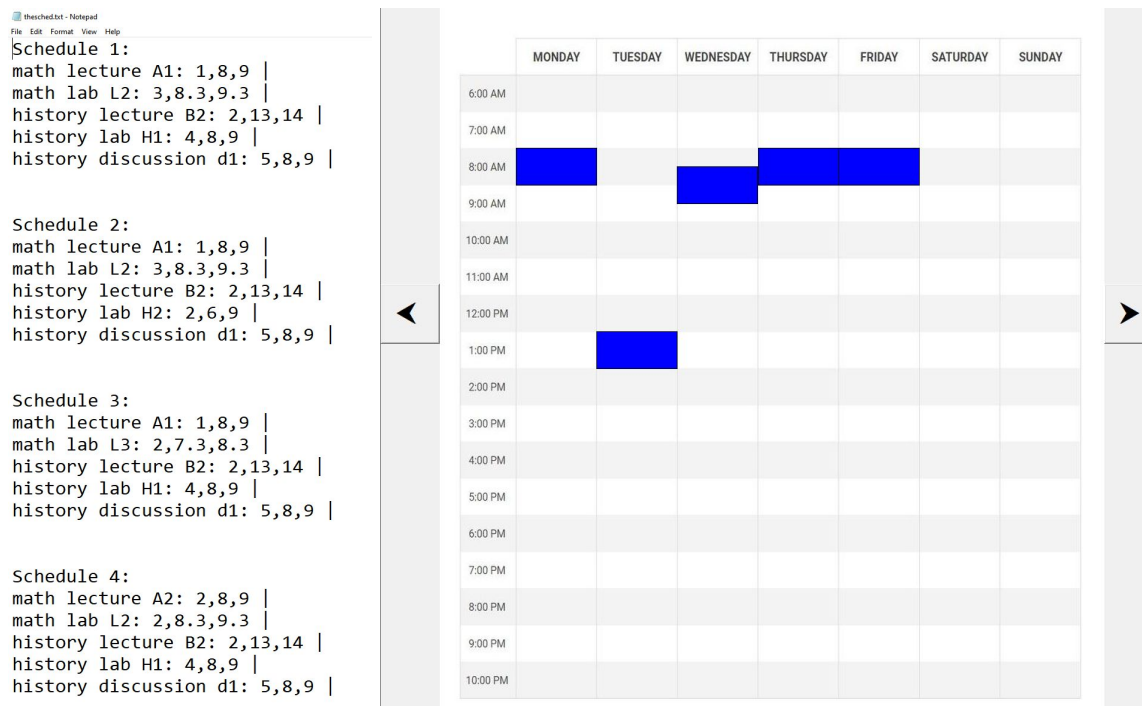 thesched.txt - Notepad
File Edit Format View Help
Schedule 1:
math lecture A1: 1,8,9 |
math lab L2: 3,8.3,9.3 |
history lecture B2: 2,13,14 |
history lab H1: 4,8,9 |
history discussion d1: 5,8,9 |
Schedule 2:
math lecture A1: 1,8,9 |
math lab L2: 3,8.3,9.3 |
history lecture B2: 2,13,14 |
history lab H2: 2,6,9 |
history discussion d1: 5,8,9 |
Schedule 3:
math lecture A1: 1,8,9 |
math lab L3: 2,7.3,8.3 |
history lecture B2: 2,13,14 |
history lab H1: 4,8,9 |
history discussion d1: 5,8,9 |
Schedule 4:
math lecture A2: 2,8,9 |
math lab L2: 2,8.3,9.3 |
history lecture B2: 2,13,14 |
history lab H1: 4,8,9 |
history discussion d1: 5,8,9 |
MONDAY TUESDAY WEDNESDAY THURSDAY FRIDAY SATURDAY SUNDAY
6:00 AM
7:00 AM
8:00 AM
9:00 AM
10:00 AM
11:00 AM
12:00 PM
1:00 PM
2:00 PM
3:00 PM
4:00 PM
5:00 PM
6:00 PM
7:00 PM
8:00 PM
9:00 PM
10:00 PM